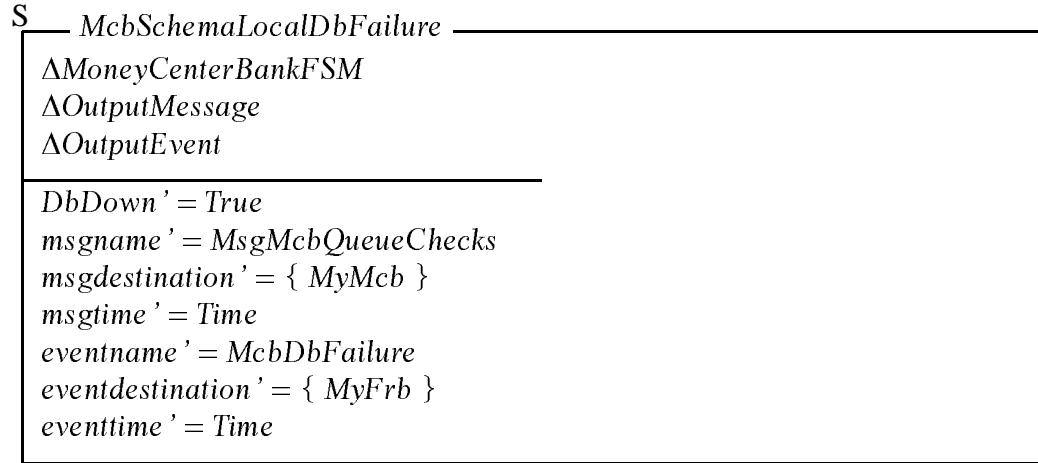 S
McbSchemaLocalDbFailure
ΔMoneyCenterBankFSM
ΔOutputMessage
ΔOutputEvent
DbDown’ = True
msgname’ = MsgMcbQueueChecks
msgdestination’ = { MyMcb }
msgtime’ = Time
eventname’ = McbDbFailure
eventdestination’ = { MyFrb }
eventtime’ = Time